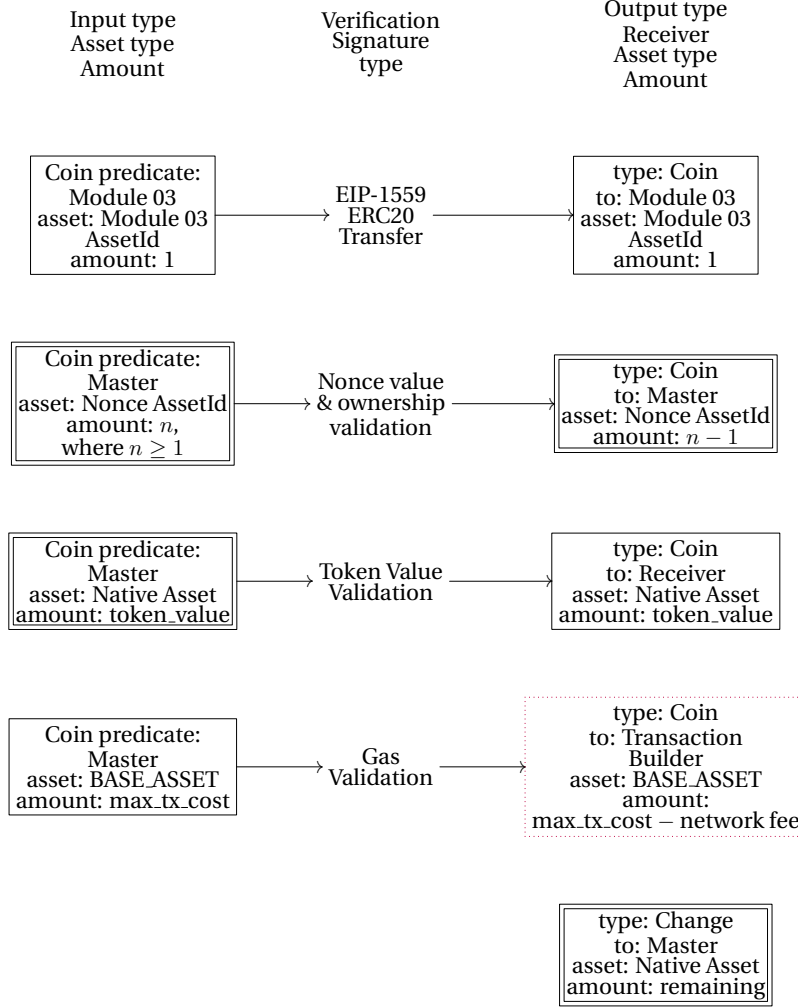 Input type
Asset type
Amount
Verification
Signature
type
Output type
Receiver
Asset type
Amount
Coin predicate:
Module 03
asset: Module 03
AssetId
amount: 1
EIP-1559
ERC20
Transfer
type: Coin
to: Module 03
asset: Module 03
AssetId
amount: 1
Coin predicate:
Master
asset: Nonce AssetId
amount: n,
where n ≥ 1
Nonce value
& ownership
validation
type: Coin
to: Master
asset: Nonce AssetId
amount: n − 1
Coin predicate:
Master
asset: Native Asset
amount: token_value
Token Value
Validation
type: Coin
to: Receiver
asset: Native Asset
amount: token_value
Coin predicate:
Master
asset: BASE_ASSET
amount: max_tx_cost
Gas
Validation
type: Coin
to: Transaction
Builder
asset: BASE_ASSET
amount:
max_tx_cost − network fee
type: Change
to: Master
asset: Native Asset
amount: remaining